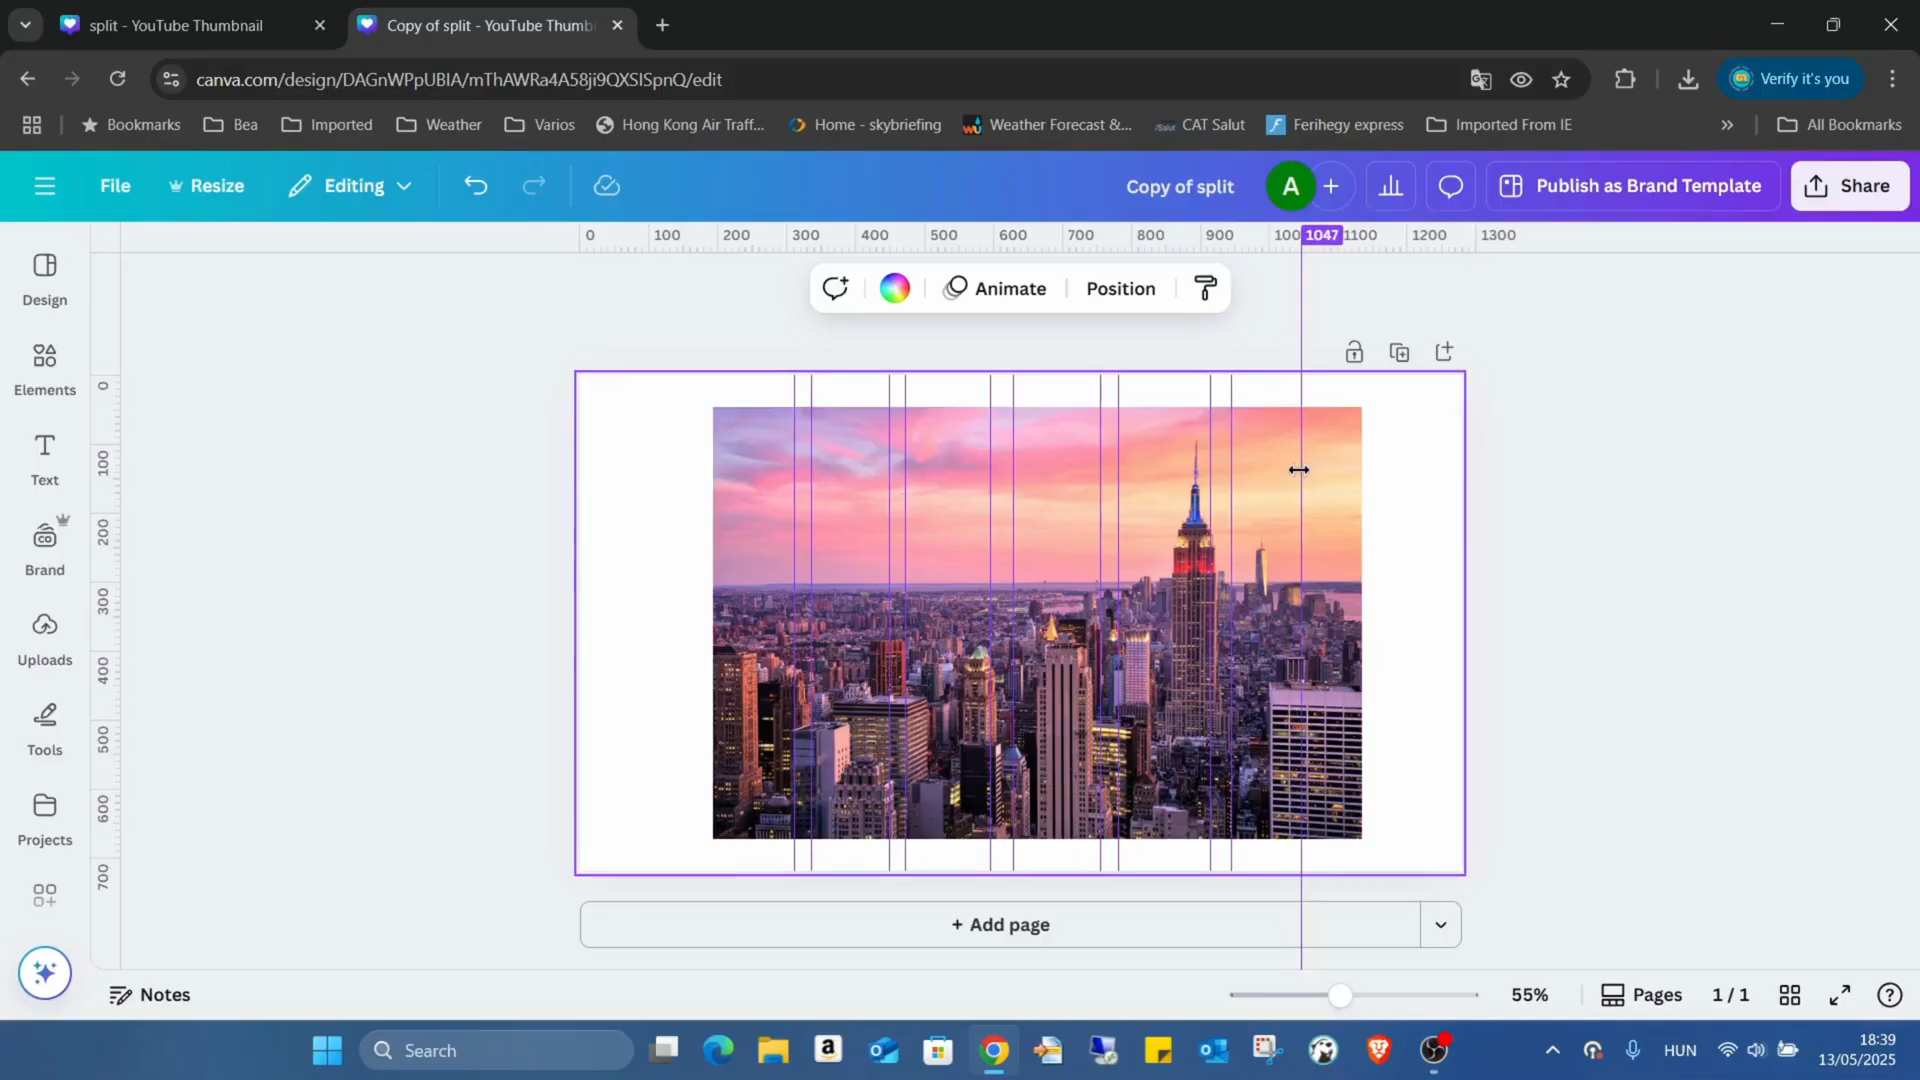 split - YouTube Thumbnail
Copy of split - YouTube Thumb
canva.com/design/DAGnWPpUBIA/mThAWRa4A58ji9QXSISpnQ/edit
Verify it's you
Bookmarks
Bea
Imported
Weather
Varios
Hong Kong Air Traff...
Home - skybriefing
Weather Forecast &...
CAT Salut
Ferihegy express
Imported From IE
All Bookmarks
File
Resize
Editing
Copy of split
A
Publish as Brand Template
Share
0 100 200 300 400 500 600 700 800 900 100 1047 1100 1200 1300
Animate
Position
Design
Elements
Text
Brand
Uploads
Tools
Projects
0
100
200
300
400
500
600
700
+ Add page
Notes
55%
Pages
1 / 1
Search
HUN
18:39
13/05/2025